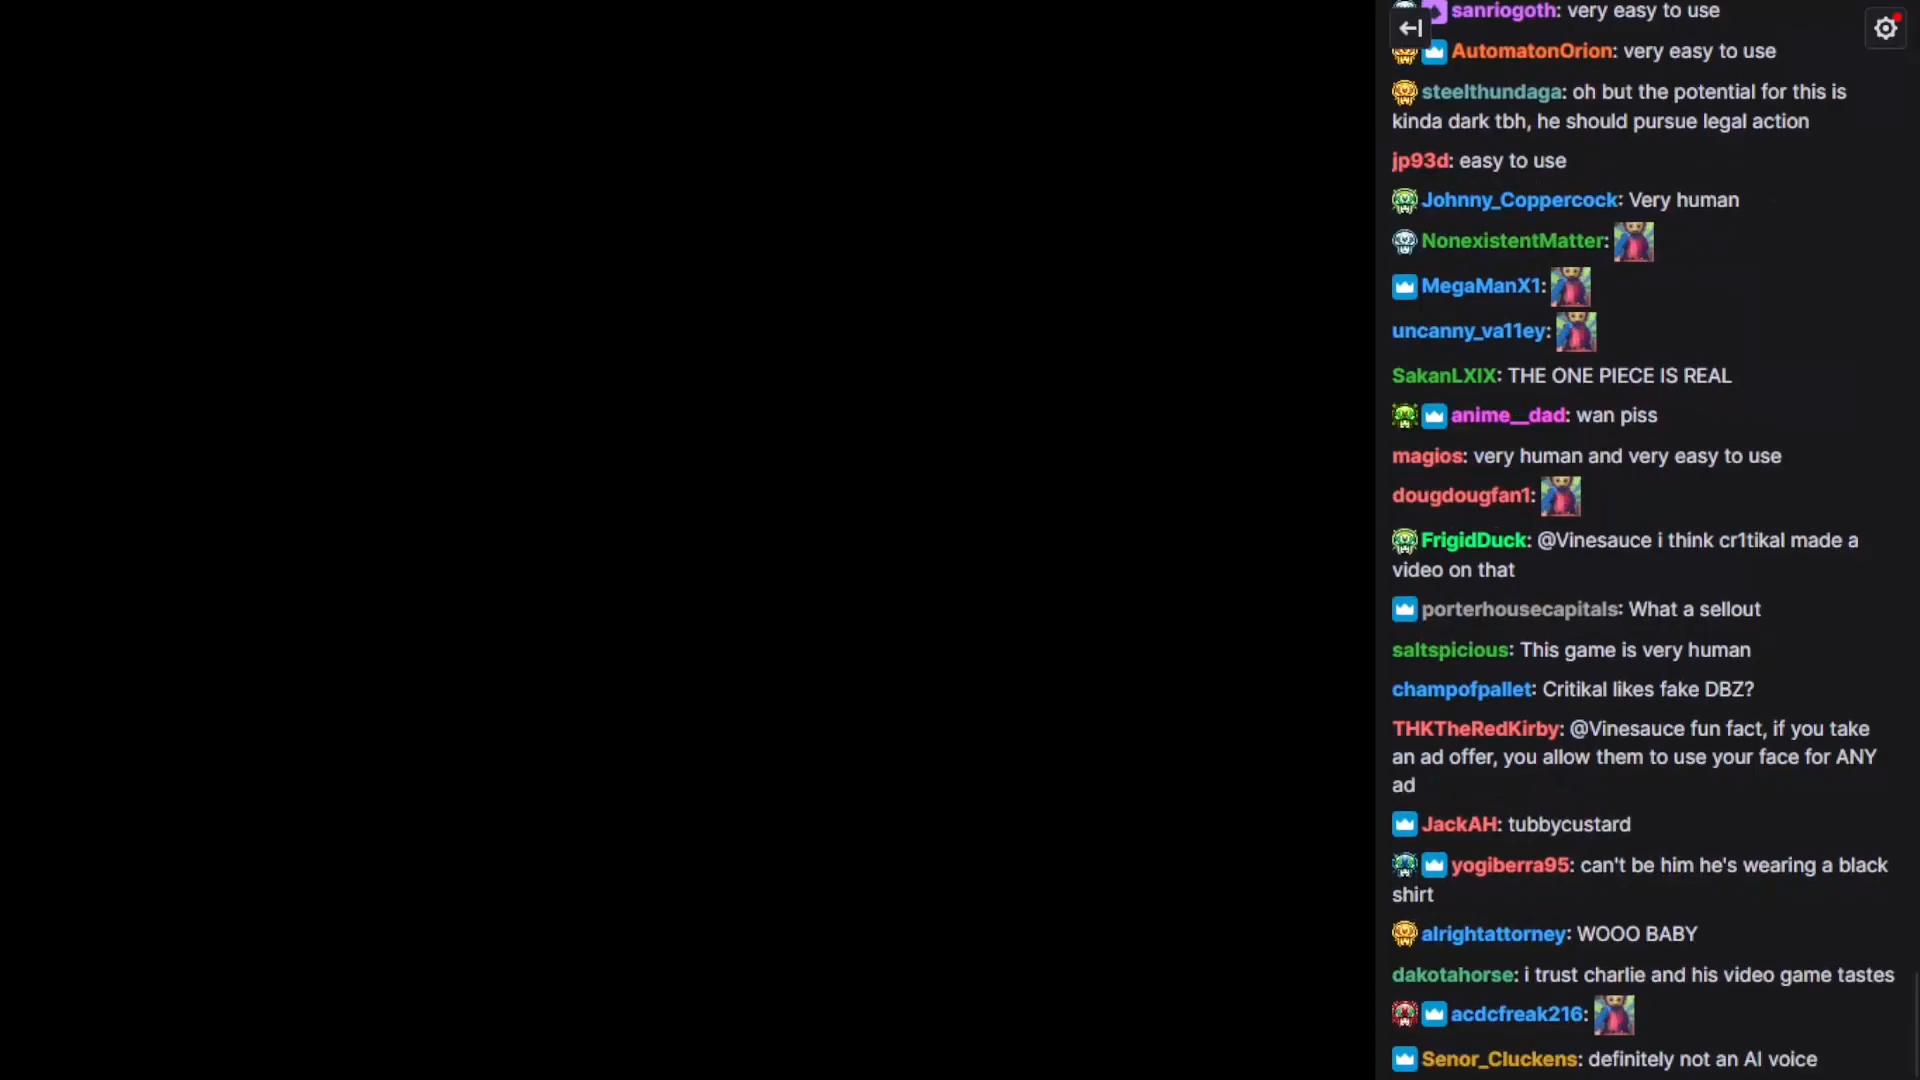 sanriogoth: very easy to use
AutomatonOrion: very easy to use
steelthundaga: oh but the potential for this is
kinda dark tbh, he should pursue legal action
jp93d: easy to use
Johnny_Coppercock: Very human
NonexistentMatter:
MegaManX1:
uncanny_va11ey:
SakanLXIX: THE ONE PIECE IS REAL
anime__dad: wan piss
magios: very human and very easy to use
dougdougfan1:
FrigidDuck: @Vinesauce i think cr1tikal made a
video on that
porterhousecapitals: What a sellout
saltspicious: This game is very human
champofpallet: Critikal likes fake DBZ?
THKTheRedKirby: @Vinesauce fun fact, if you take
an ad offer, you allow them to use your face for ANY
ad
JackAH: tubbycustard
yogiberra95: can't be him he's wearing a black
shirt
alrightattorney: WOOO BABY
dakotahorse: i trust charlie and his video game tastes
acdcfreak216:
Senor_Cluckens: definitely not an AI voice